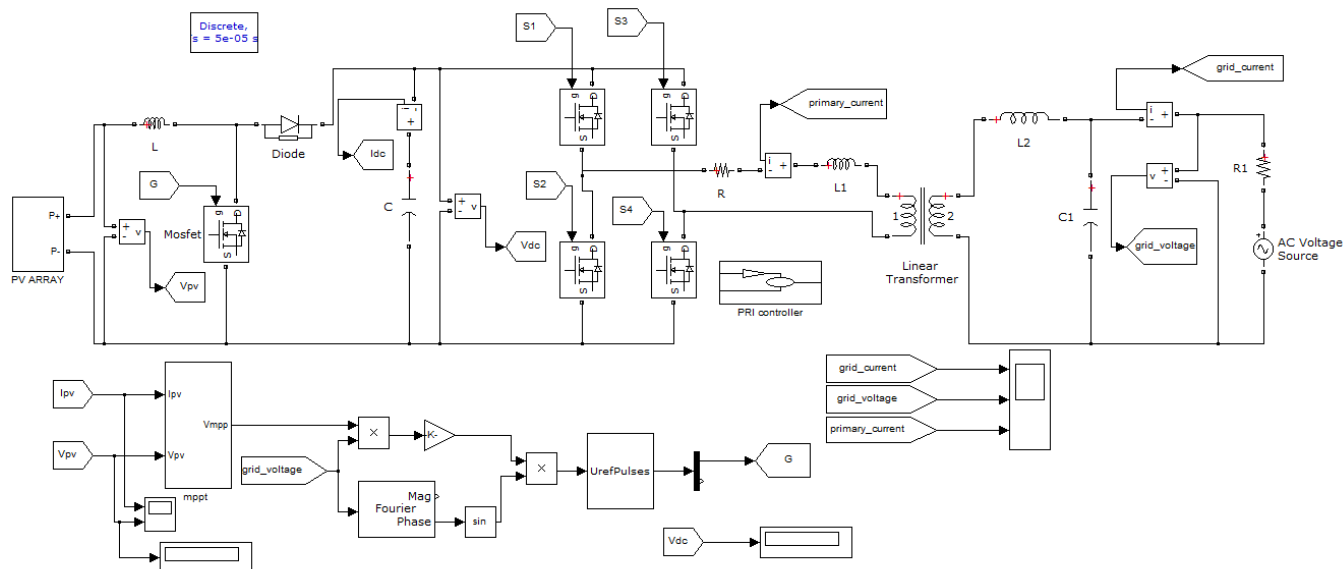 Discrete,
s = 5e-05 s
S1
S3
grid_current
primary_current
g
D
S
g
D
S
i
+
-
L
Diode
Idc
i
-
+
R
i
-
+
L1
L2
R1
G
S2
S4
C
+
-
v
Vdc
1
2
C1
v
+
-
grid_voltage
P+
P-
PV ARRAY
+
-
v
Vpv
Mosfet
g
D
S
g
D
S
g
D
S
Linear
Transformer
+
AC Voltage
Source
PRI controller
Ipv
Vpv
Ipv
Vpv
Vmpp
mppt
grid_voltage
×
K-
Mag
Fourier
Phase
sin
×
UrefPulses
G
grid_current
grid_voltage
primary_current
Vdc